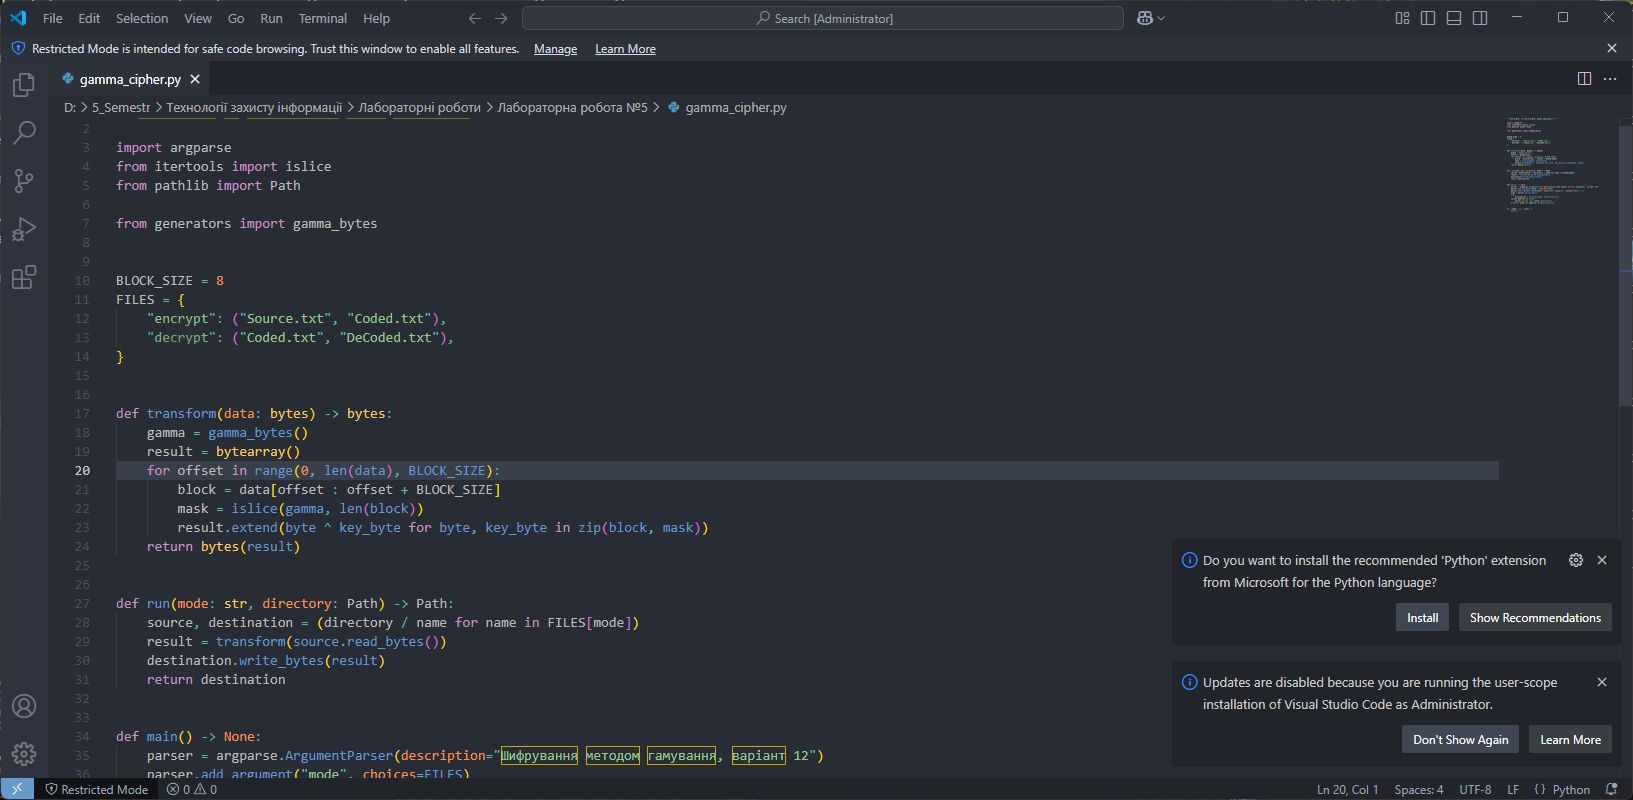 File Edit Selection View Go Run Terminal Help
Search [Administrator]
Restricted Mode is intended for safe code browsing. Trust this window to enable all features. Manage Learn More
gamma_cipher.py
D: > 5_Semestr > Технології захисту інформації > Лабораторні роботи > Лабораторна робота №5 > gamma_cipher.py
2
3 import argparse
4 from itertools import islice
5 from pathlib import Path
6
7 from generators import gamma_bytes
8
9
10 BLOCK_SIZE = 8
11 FILES = {
12     "encrypt": ("Source.txt", "Coded.txt"),
13     "decrypt": ("Coded.txt", "DeCoded.txt"),
14 }
15
16
17 def transform(data: bytes) -> bytes:
18     gamma = gamma_bytes()
19     result = bytearray()
20     for offset in range(0, len(data), BLOCK_SIZE):
21         block = data[offset : offset + BLOCK_SIZE]
22         mask = islice(gamma, len(block))
23         result.extend(byte ^ key_byte for byte, key_byte in zip(block, mask))
24     return bytes(result)
25
26
27 def run(mode: str, directory: Path) -> Path:
28     source, destination = (directory / name for name in FILES[mode])
29     result = transform(source.read_bytes())
30     destination.write_bytes(result)
31     return destination
32
33
34 def main() -> None:
35     parser = argparse.ArgumentParser(description="Шифрування методом гамування, варіант 12")
36     parser.add_argument("mode", choices=FILES)
Do you want to install the recommended 'Python' extension
from Microsoft for the Python language?
Install Show Recommendations
Updates are disabled because you are running the user-scope
installation of Visual Studio Code as Administrator.
Don't Show Again Learn More
Restricted Mode 0 0 Ln 20, Col 1 Spaces: 4 UTF-8 LF {} Python